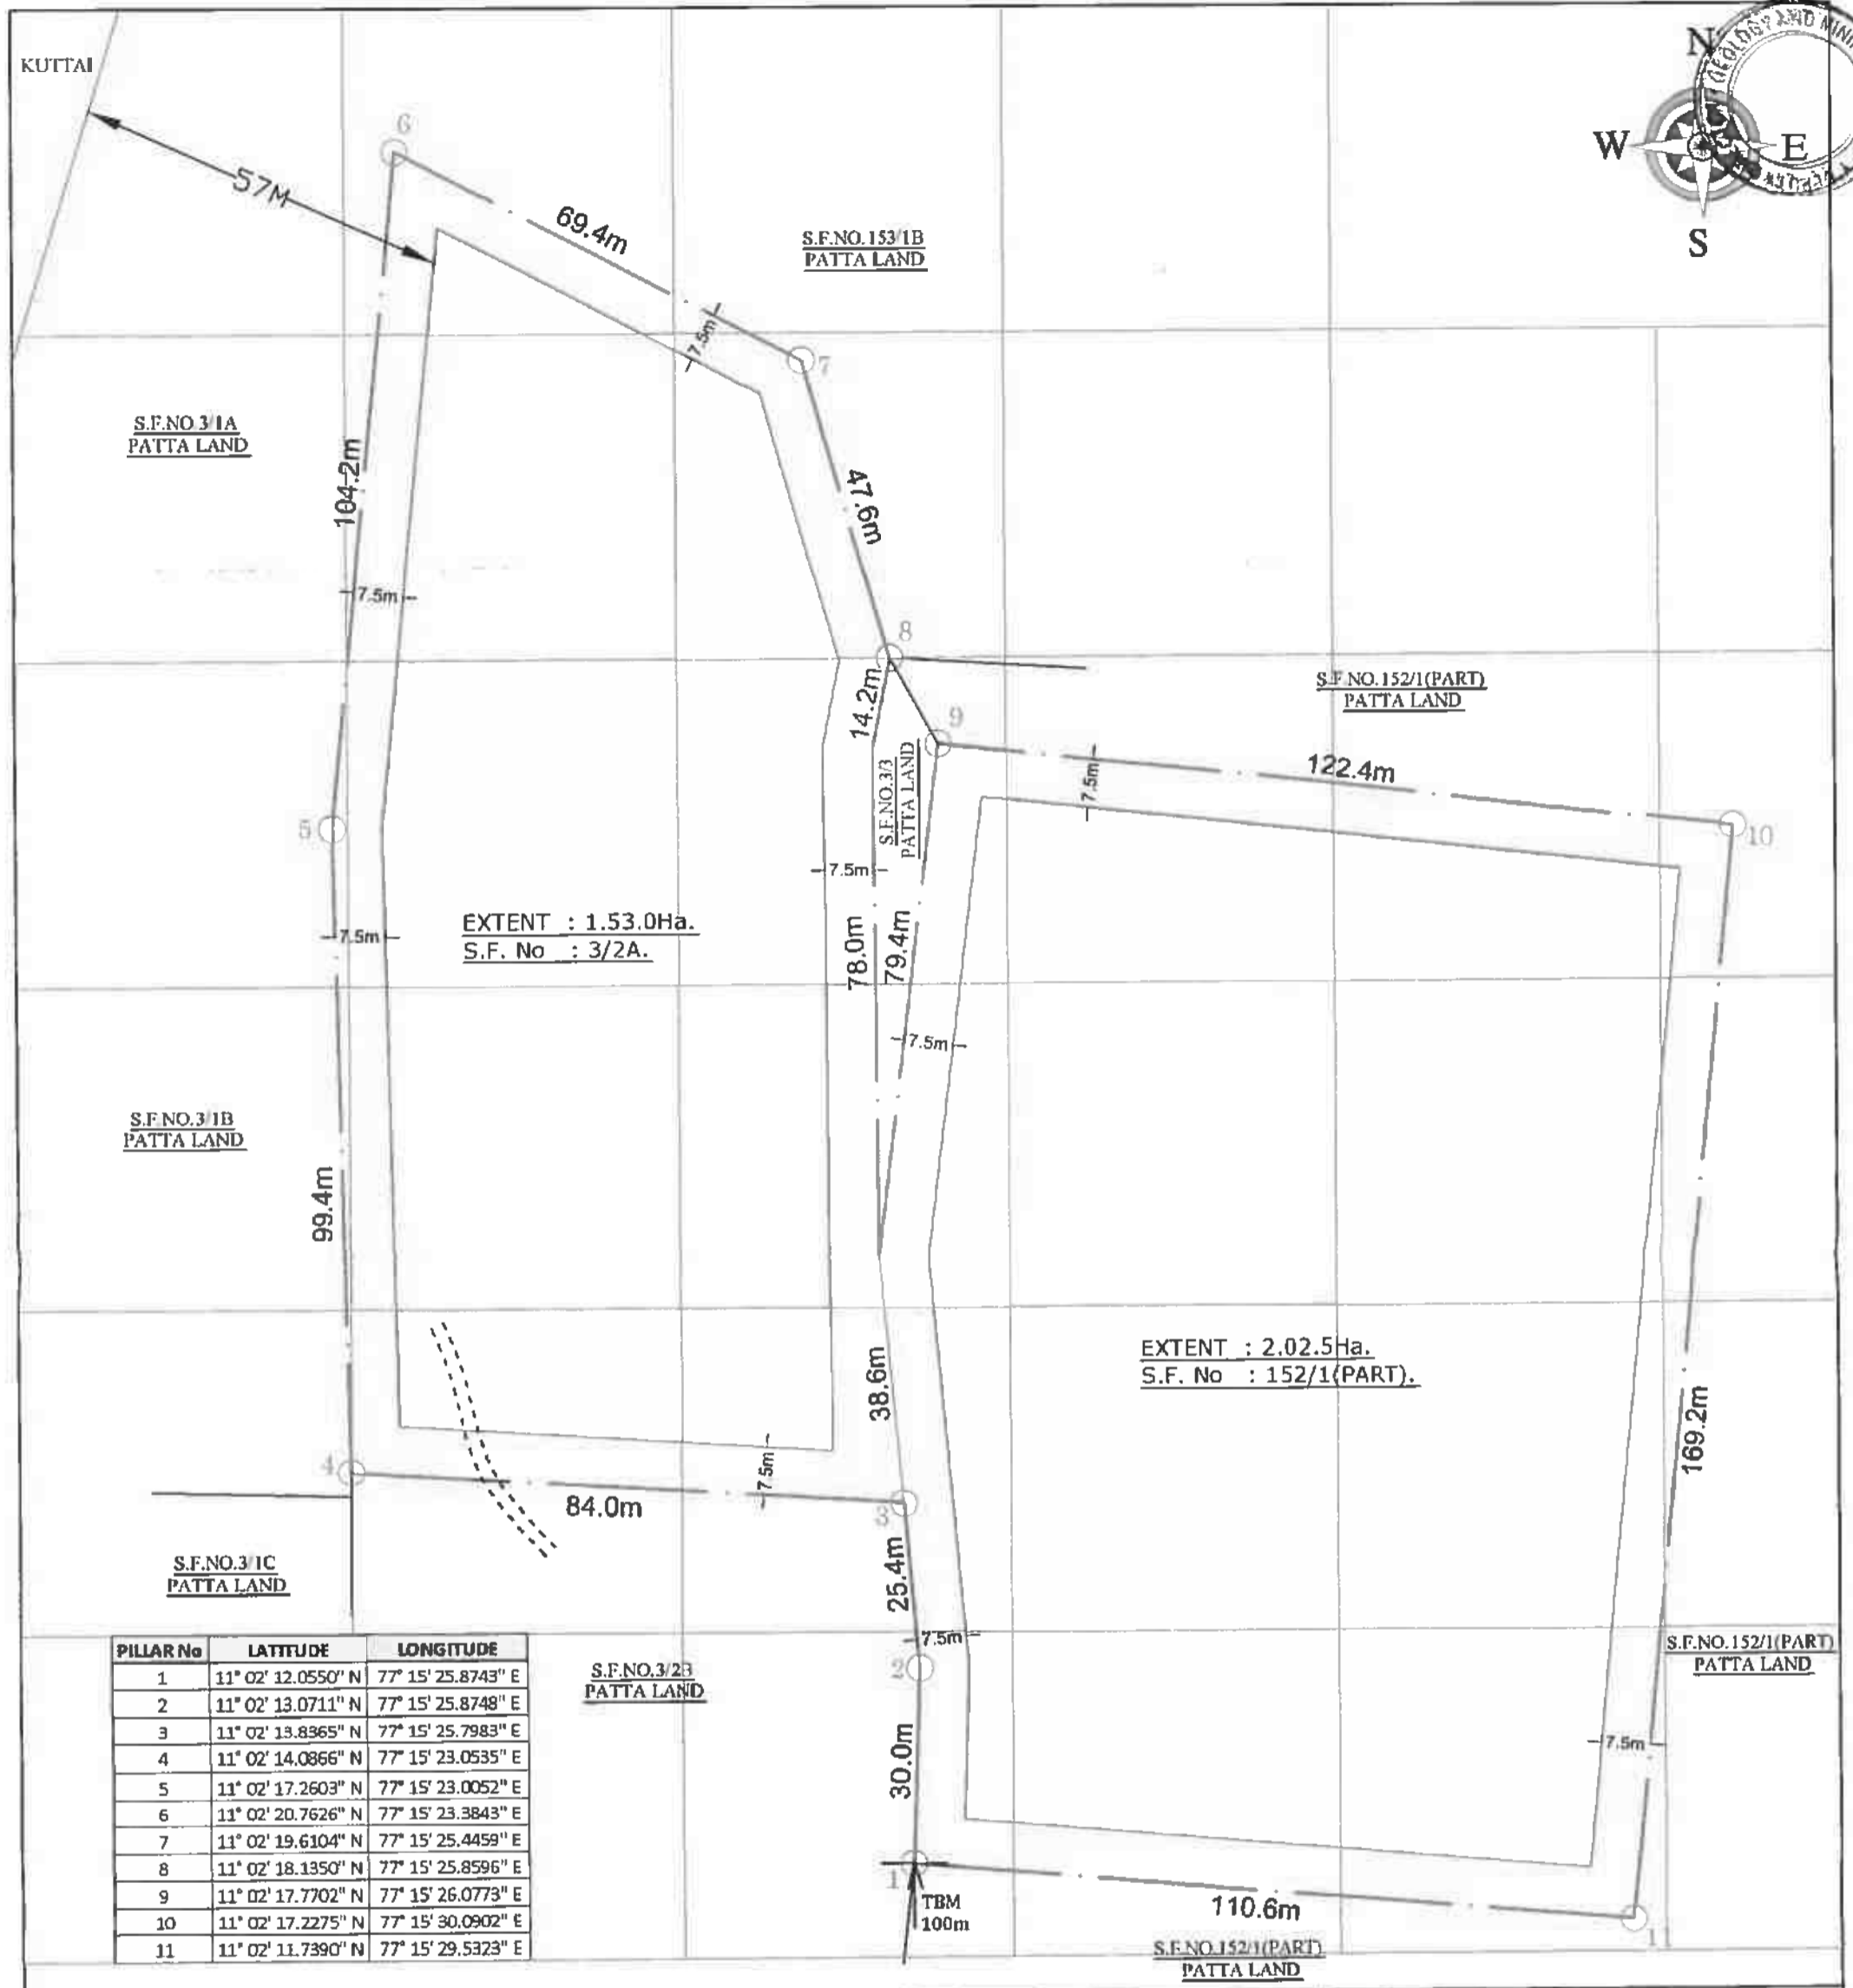 KUTTAI
N
W
E
S
GEOLOGY AND MINI
6
57M
69.4m
S.F.NO.153/1B
PATTA LAND
7.5m
7
S.F.NO.3/1A
PATTA LAND
104.2m
47.6m
7.5m
8
14.2m
S.F.NO.152/1(PART)
PATTA LAND
9
S.F.NO.3/3
PATTA LAND
7.5m
122.4m
5
10
7.5m
7.5m
EXTENT : 1.53.0Ha.
S.F. No : 3/2A.
78.0m
79.4m
7.5m
S.F.NO.3/1B
PATTA LAND
99.4m
EXTENT : 2.02.5Ha.
S.F. No : 152/1(PART).
38.6m
169.2m
4
7.5m
84.0m
3
S.F.NO.3/1C
PATTA LAND
25.4m
7.5m
2
S.F.NO.3/2B
PATTA LAND
S.F.NO.152/1(PART)
PATTA LAND
30.0m
7.5m
1
TBM
100m
110.6m
11
S.F.NO.152/1(PART)
PATTA LAND
PILLAR No LATITUDE LONGITUDE
1 11° 02' 12.0550" N 77° 15' 25.8743" E
2 11° 02' 13.0711" N 77° 15' 25.8748" E
3 11° 02' 13.8365" N 77° 15' 25.7983" E
4 11° 02' 14.0866" N 77° 15' 23.0535" E
5 11° 02' 17.2603" N 77° 15' 23.0052" E
6 11° 02' 20.7626" N 77° 15' 23.3843" E
7 11° 02' 19.6104" N 77° 15' 25.4459" E
8 11° 02' 18.1350" N 77° 15' 25.8596" E
9 11° 02' 17.7702" N 77° 15' 26.0773" E
10 11° 02' 17.2275" N 77° 15' 30.0902" E
11 11° 02' 11.7390" N 77° 15' 29.5323" E